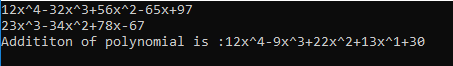 12x^4-32x^3+56x^2-65x+97
23x^3-34x^2+78x-67
Addititon of polynomial is :12x^4-9x^3+22x^2+13x^1+30